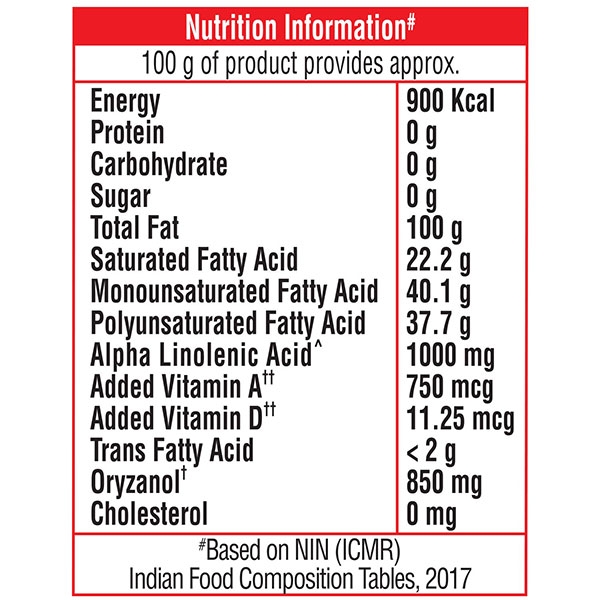 Nutrition Information#
100 g of product provides approx.
Energy 900 Kcal
Protein 0 g
Carbohydrate 0 g
Sugar 0 g
Total Fat 100 g
Saturated Fatty Acid 22.2 g
Monounsaturated Fatty Acid 40.1 g
Polyunsaturated Fatty Acid 37.7 g
Alpha Linolenic Acid^ 1000 mg
Added Vitamin A†† 750 mcg
Added Vitamin D†† 11.25 mcg
Trans Fatty Acid < 2 g
Oryzanol† 850 mg
Cholesterol 0 mg
#Based on NIN (ICMR)
Indian Food Composition Tables, 2017